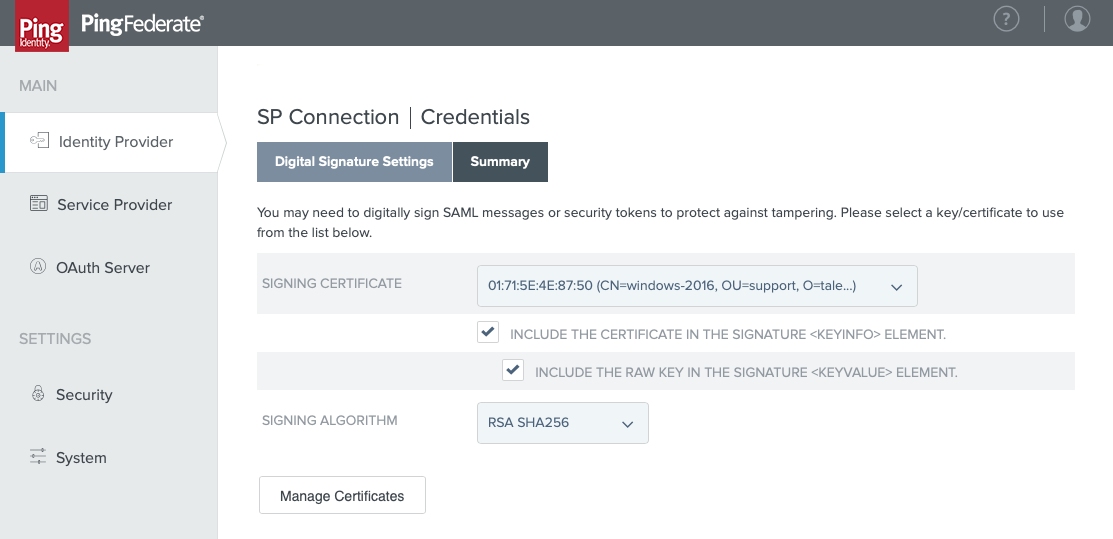 Ping
Identity.
PingFederate®
?
MAIN
Identity Provider
Service Provider
OAuth Server
SETTINGS
Security
System
SP Connection | Credentials
Digital Signature Settings
Summary
You may need to digitally sign SAML messages or security tokens to protect against tampering. Please select a key/certificate to use
from the list below.
SIGNING CERTIFICATE
01:71:5E:4E:87:50 (CN=windows-2016, OU=support, O=tale...)
INCLUDE THE CERTIFICATE IN THE SIGNATURE <KEYINFO> ELEMENT.
INCLUDE THE RAW KEY IN THE SIGNATURE <KEYVALUE> ELEMENT.
SIGNING ALGORITHM
RSA SHA256
Manage Certificates